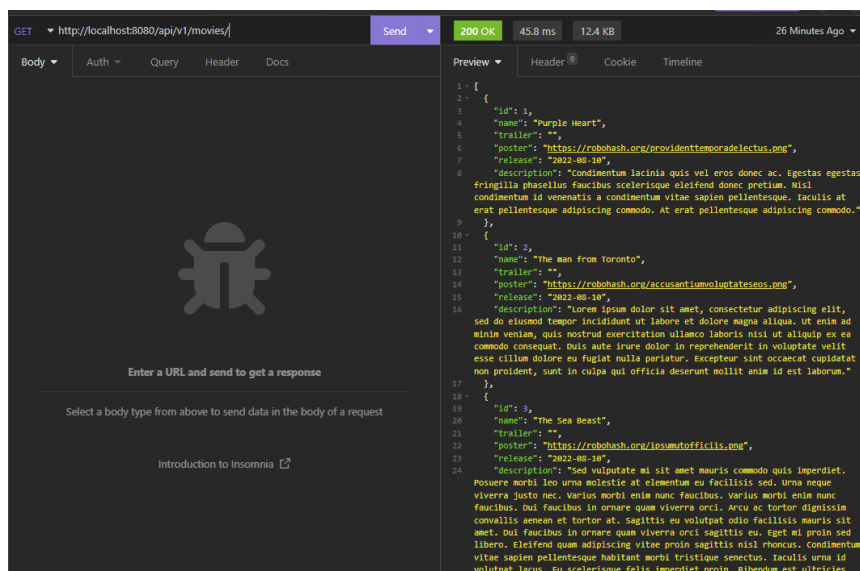 GET http://localhost:8080/api/v1/movies/ Send 200 OK 45.8 ms 12.4 KB 26 Minutes Ago
Body Auth Query Header Docs Preview Header 6 Cookie Timeline
Enter a URL and send to get a response
Select a body type from above to send data in the body of a request
Introduction to Insomnia
1 [
2 {
3 "id": 1,
4 "name": "Purple Heart",
5 "trailer": "",
6 "poster": "https://robohash.org/providenttemporadelectus.png",
7 "release": "2022-08-10",
8 "description": "Condimentum lacinia quis vel eros donec ac. Egestas egestas
fringilla phasellus faucibus scelerisque eleifend donec pretium. Nisl
condimentum id venenatis a condimentum vitae sapien pellentesque. Iaculis at
erat pellentesque adipiscing commodo. At erat pellentesque adipiscing commodo."
9 },
10 {
11 "id": 2,
12 "name": "The man from Toronto",
13 "trailer": "",
14 "poster": "https://robohash.org/accusantiumvoluptateseos.png",
15 "release": "2022-08-10",
16 "description": "Lorem ipsum dolor sit amet, consectetur adipiscing elit,
sed do eiusmod tempor incididunt ut labore et dolore magna aliqua. Ut enim ad
minim veniam, quis nostrud exercitation ullamco laboris nisi ut aliquip ex ea
commodo consequat. Duis aute irure dolor in reprehenderit in voluptate velit
esse cillum dolore eu fugiat nulla pariatur. Excepteur sint occaecat cupidatat
non proident, sunt in culpa qui officia deserunt mollit anim id est laborum."
17 },
18 {
19 "id": 3,
20 "name": "The Sea Beast",
21 "trailer": "",
22 "poster": "https://robohash.org/ipsumutofficiis.png",
23 "release": "2022-08-10",
24 "description": "Sed vulputate mi sit amet mauris commodo quis imperdiet.
Posuere morbi leo urna molestie at elementum eu facilisis sed. Urna neque
viverra justo nec. Varius morbi enim nunc faucibus. Varius morbi enim nunc
faucibus. Dui faucibus in ornare quam viverra orci. Arcu ac tortor dignissim
convallis aenean et tortor at. Sagittis eu volutpat odio facilisis mauris sit
amet. Dui faucibus in ornare quam viverra orci sagittis eu. Eget mi proin sed
libero. Eleifend quam adipiscing vitae proin sagittis nisl rhoncus. Condimentum
vitae sapien pellentesque habitant morbi tristique senectus. Iaculis urna id
volutpat lacus. Eu scelerisque felis imperdiet proin. Bibendum est ultricies